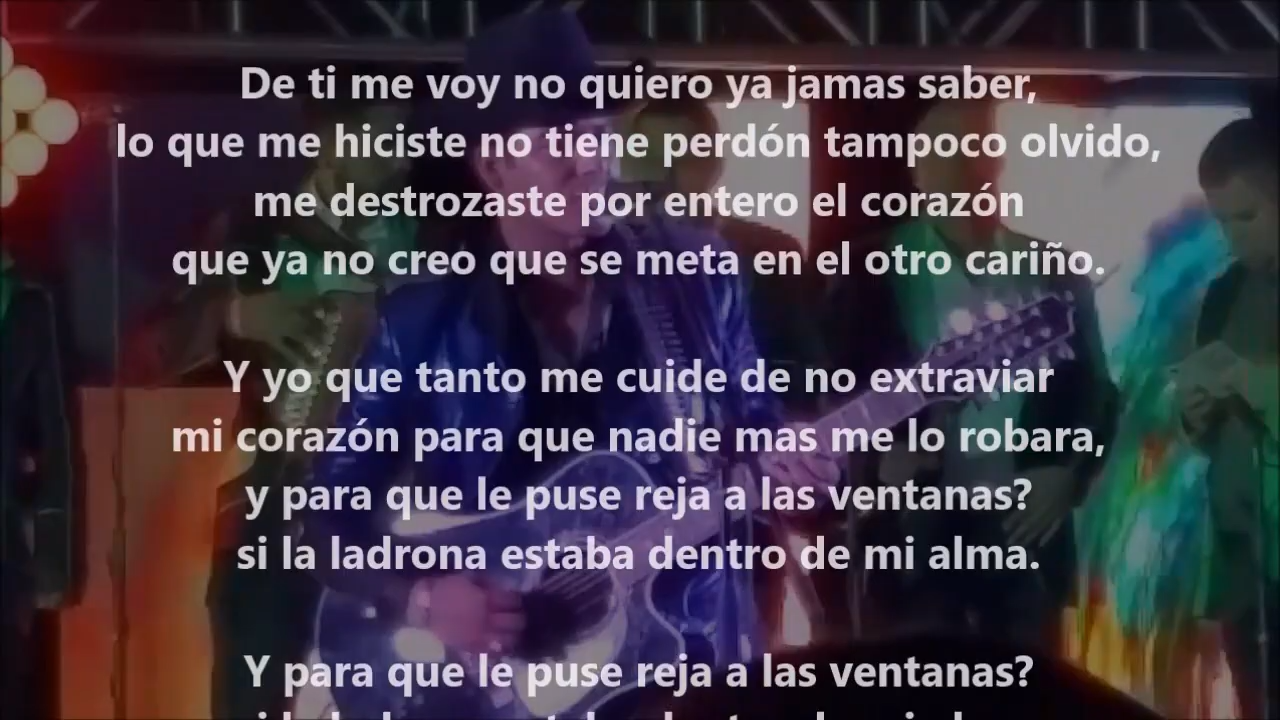 De ti me voy no quiero ya jamas saber,
lo que me hiciste no tiene perdón tampoco olvido,
me destrozaste por entero el corazón
que ya no creo que se meta en el otro cariño.
Y yo que tanto me cuide de no extraviar
mi corazón para que nadie mas me lo robara,
y para que le puse reja a las ventanas?
si la ladrona estaba dentro de mi alma.
Y para que le puse reja a las ventanas?